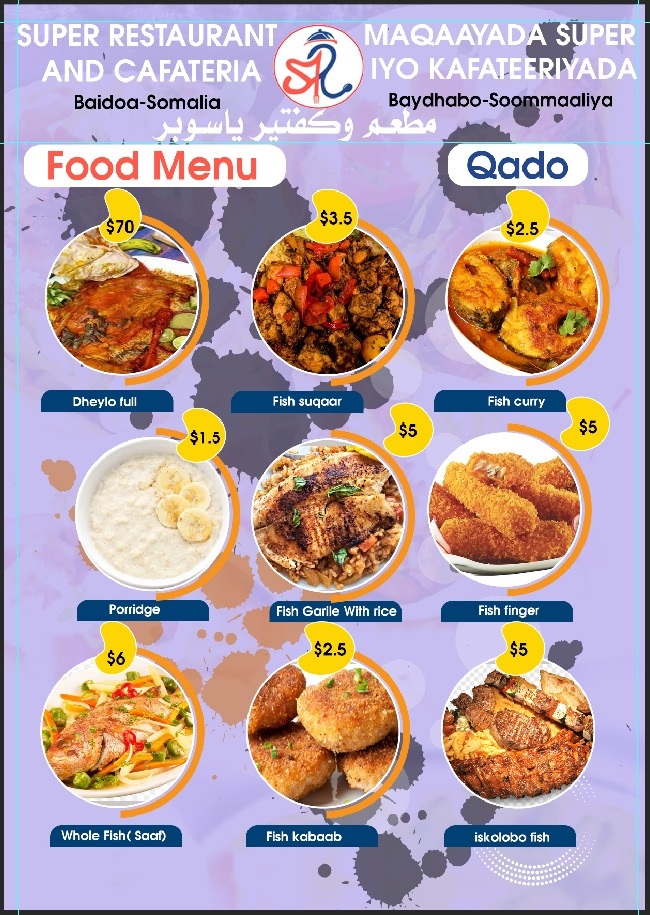 SUPER RESTAURANT
AND CAFATERIA
Baidoa-Somalia
SR
MAQAAYADA SUPER
IYO KAFATEERIYADA
Baydhabo-Soommaaliya
مطعم وكفتير ياسوبر
Food Menu
Qado
$70
$3.5
$2.5
Dheylo full
Fish suqaar
Fish curry
$1.5
$5
$5
Porridge
Fish Garlie With rice
Fish finger
$6
$2.5
$5
Whole Fish( Saaf)
Fish kabaab
iskolobo fish